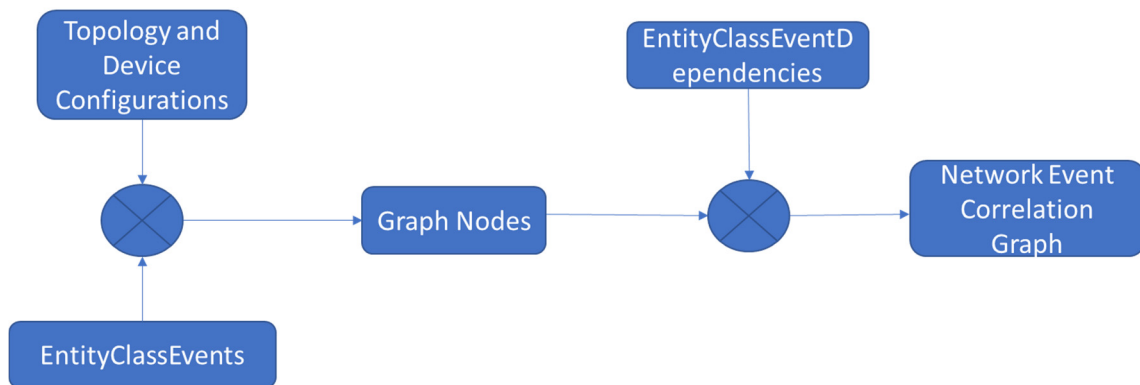 Topology and
Device
Configurations
EntityClassEventD
ependencies
Network Event
Correlation
Graph
Graph Nodes
EntityClassEvents